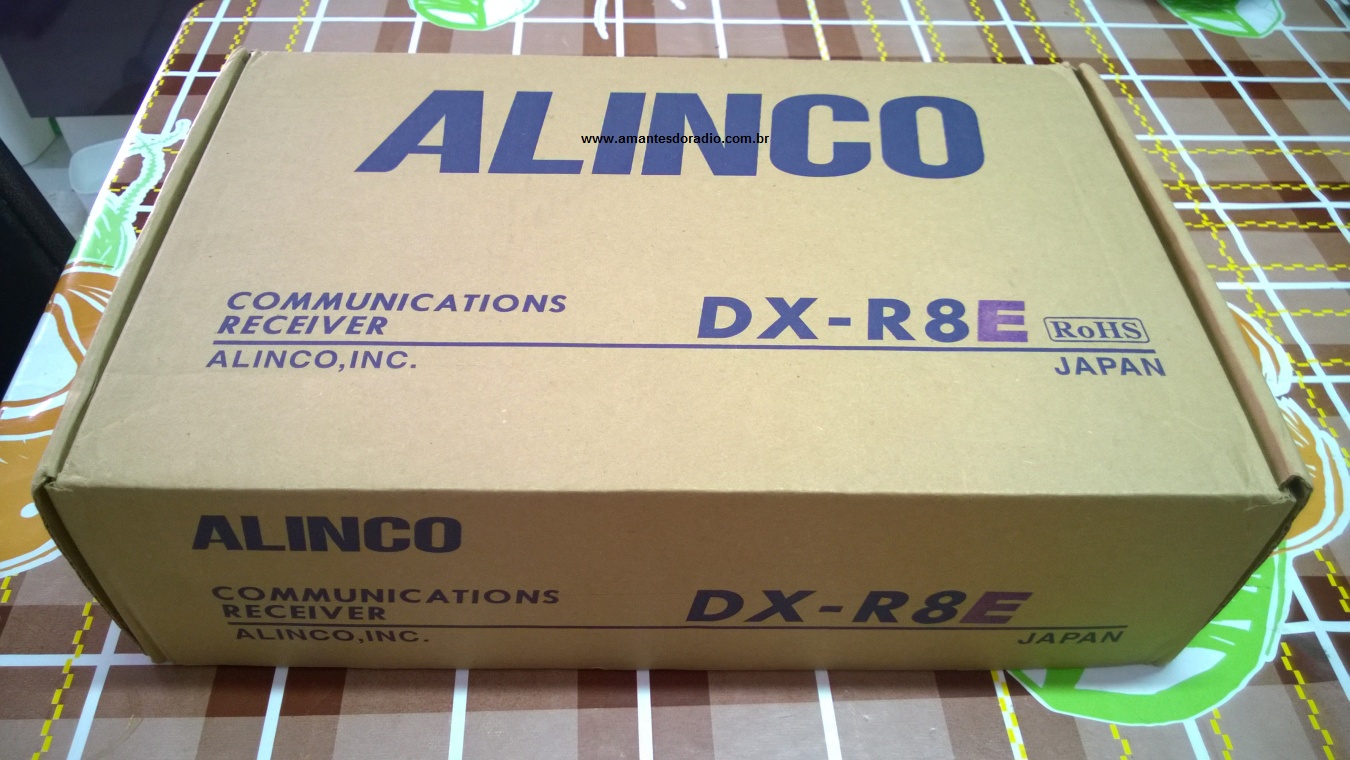 ALINCO
www.amantesdoradio.com.br
COMMUNICATIONS
RECEIVER
DX-R8E RoHS
ALINCO,INC.
JAPAN
ALINCO
COMMUNICATIONS
RECEIVER
DX-R8E
ALINCO,INC.
JAPAN